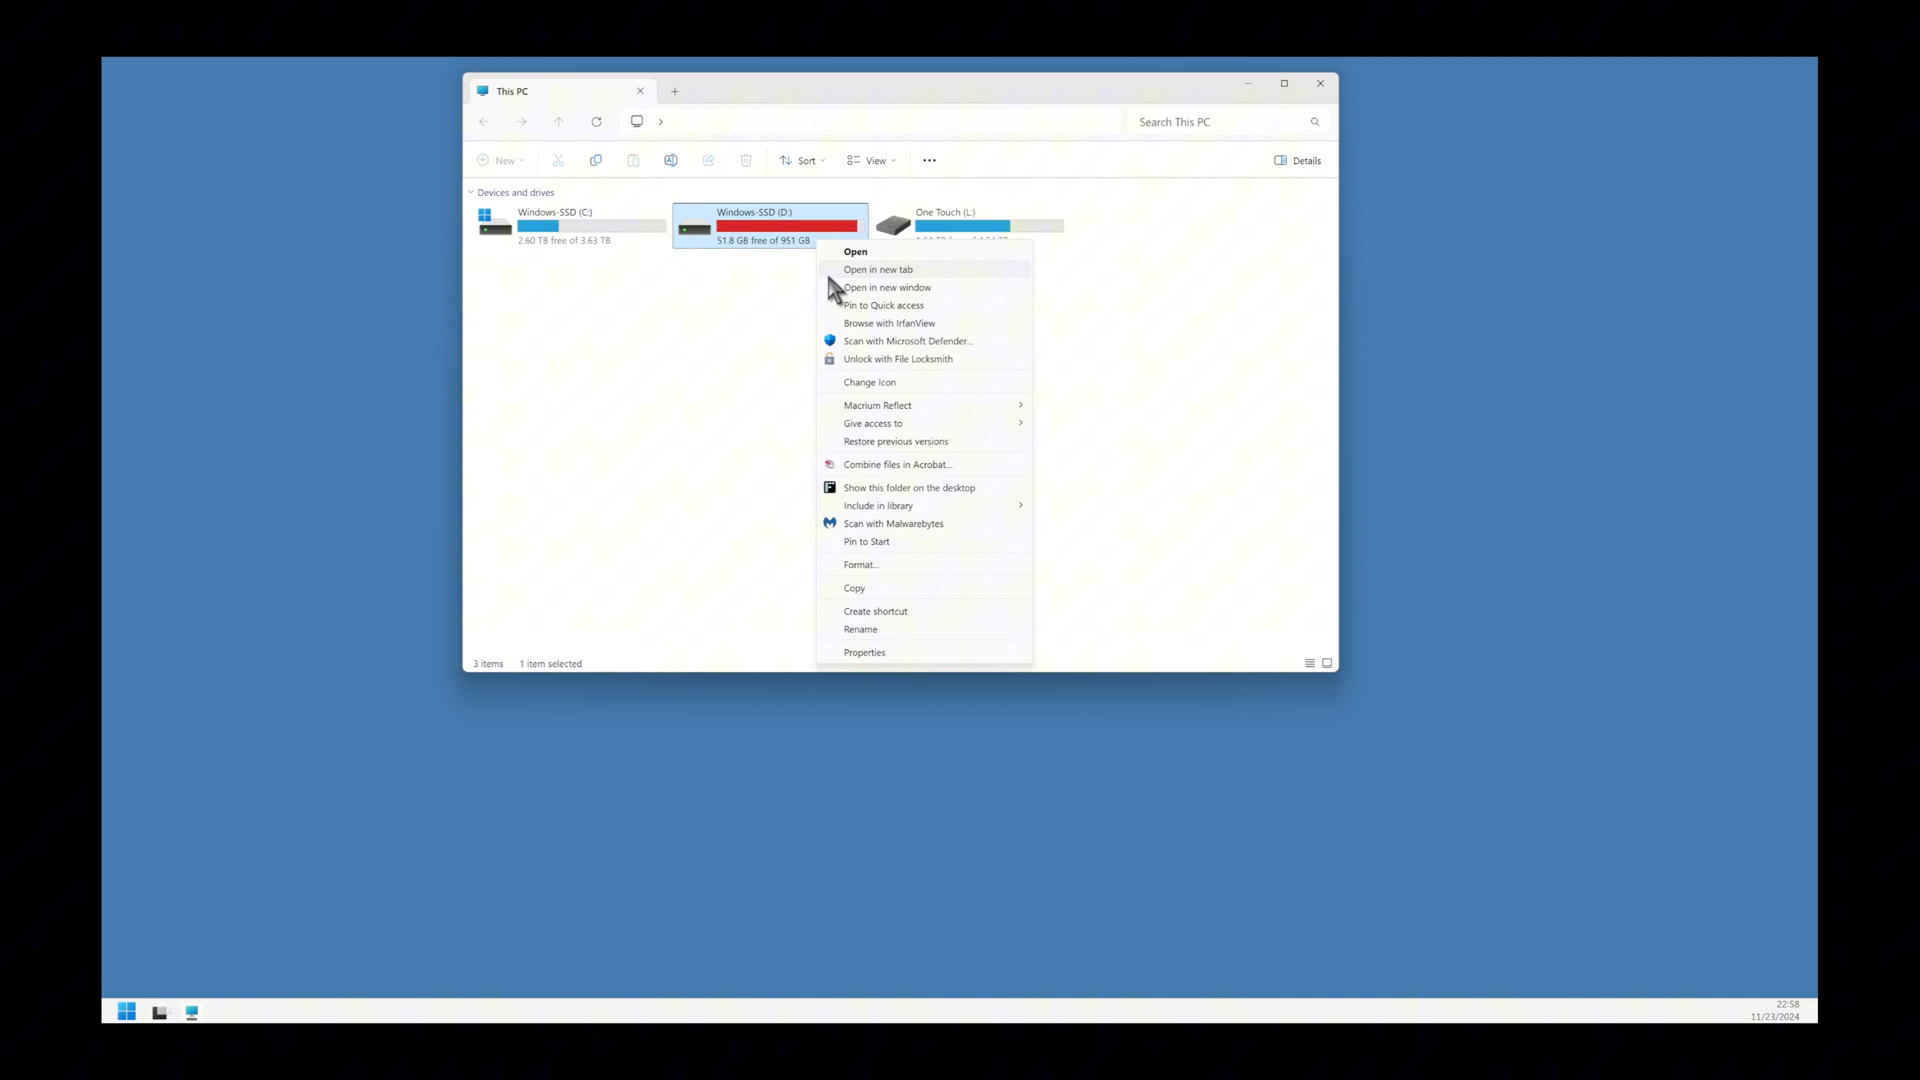 This PC
Search This PC
New
Sort
View
Details
Devices and drives
Windows-SSD (C:)
2.60 TB free of 3.63 TB
Windows-SSD (D:)
51.8 GB free of 951 GB
One Touch (L:)
Open
Open in new tab
Open in new window
Pin to Quick access
Browse with IrfanView
Scan with Microsoft Defender...
Unlock with File Locksmith
Change Icon
Macrium Reflect
Give access to
Restore previous versions
Combine files in Acrobat...
Show this folder on the desktop
Include in library
Scan with Malwarebytes
Pin to Start
Format...
Copy
Create shortcut
Rename
Properties
3 items
1 item selected
22:58
11/23/2024